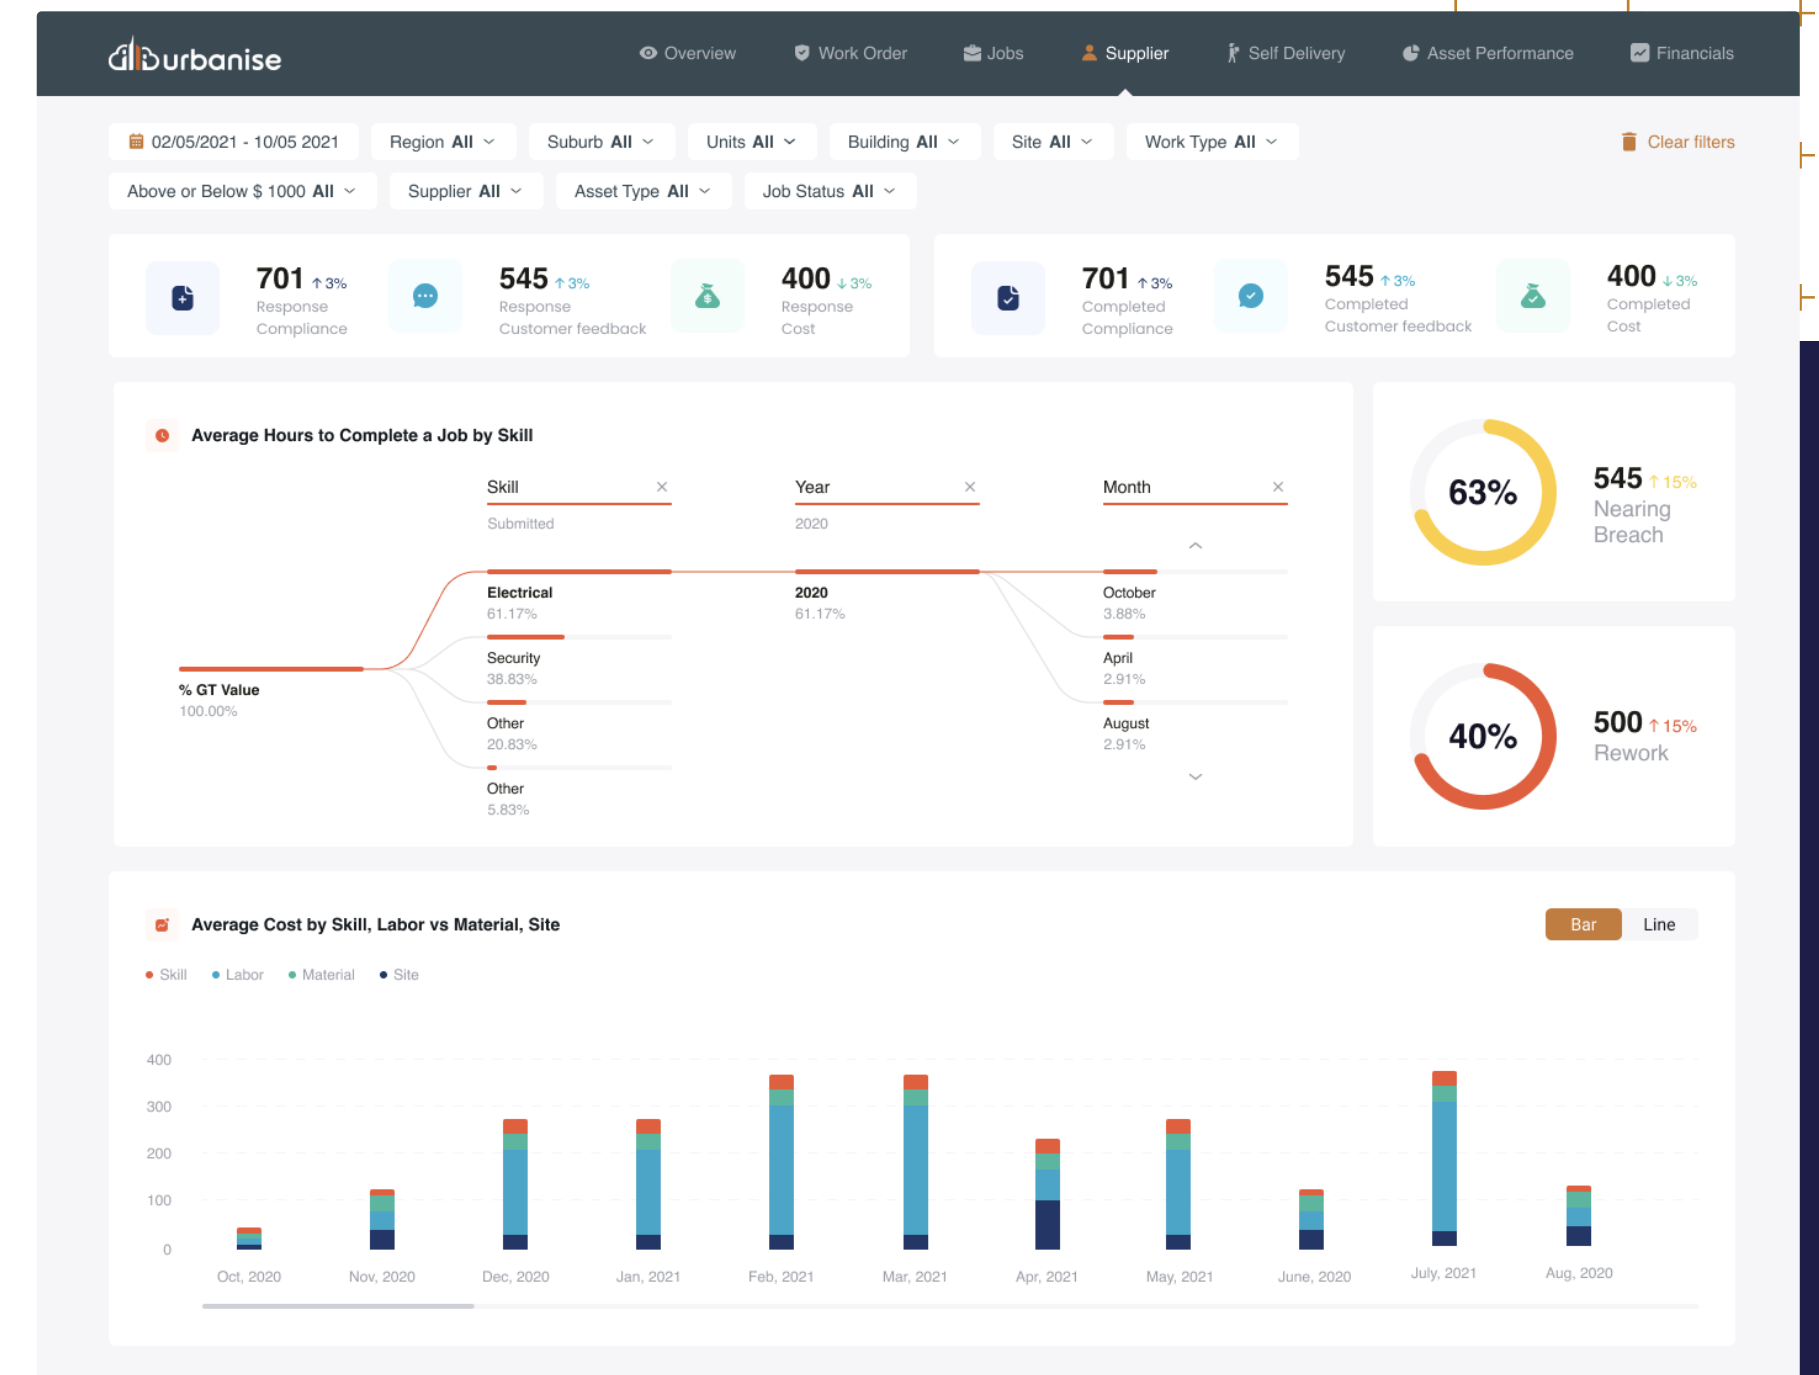 urbanise
Overview
Work Order
Jobs
Supplier
Self Delivery
Asset Performance
Financials
02/05/2021 - 10/05 2021
Region All
Suburb All
Units All
Building All
Site All
Work Type All
Clear filters
Above or Below $ 1000 All
Supplier All
Asset Type All
Job Status All
701 ↑ 3%
Response
Compliance
545 ↑ 3%
Response
Customer feedback
400 ↓ 3%
Response
Cost
701 ↑ 3%
Completed
Compliance
545 ↑ 3%
Completed
Customer feedback
400 ↓ 3%
Completed
Cost
Average Hours to Complete a Job by Skill
Skill
Submitted
Year
2020
Month
% GT Value
100.00%
Electrical
61.17%
Security
38.83%
Other
20.83%
Other
5.83%
2020
61.17%
October
3.88%
April
2.91%
August
2.91%
63%
545 ↑ 15%
Nearing
Breach
40%
500 ↑ 15%
Rework
Average Cost by Skill, Labor vs Material, Site
Bar
Line
Skill
Labor
Material
Site
400
300
200
100
0
Oct, 2020
Nov, 2020
Dec, 2020
Jan, 2021
Feb, 2021
Mar, 2021
Apr, 2021
May, 2021
June, 2020
July, 2021
Aug, 2020